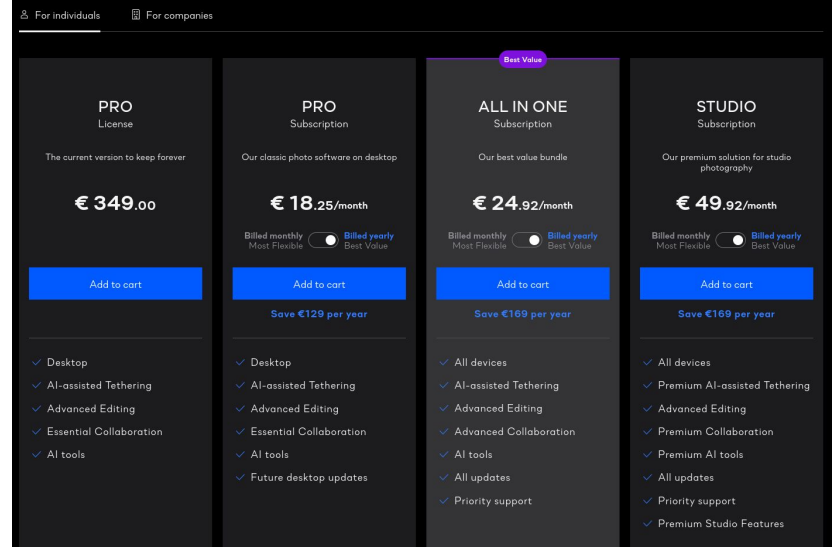 For individuals
For companies
PRO
License
The current version to keep forever
€ 349.00
Add to cart
Desktop
AI-assisted Tethering
Advanced Editing
Essential Collaboration
AI tools
PRO
Subscription
Our classic photo software on desktop
€ 18.25/month
Billed monthly
Most Flexible
Billed yearly
Best Value
Add to cart
Save €129 per year
Desktop
AI-assisted Tethering
Advanced Editing
Essential Collaboration
AI tools
Future desktop updates
Best Value
ALL IN ONE
Subscription
Our best value bundle
€ 24.92/month
Billed monthly
Most Flexible
Billed yearly
Best Value
Add to cart
Save €169 per year
All devices
AI-assisted Tethering
Advanced Editing
Advanced Collaboration
AI tools
All updates
Priority support
STUDIO
Subscription
Our premium solution for studio
photography
€ 49.92/month
Billed monthly
Most Flexible
Billed yearly
Best Value
Add to cart
Save €169 per year
All devices
Premium AI-assisted Tethering
Advanced Editing
Premium Collaboration
Premium AI tools
All updates
Priority support
Premium Studio Features